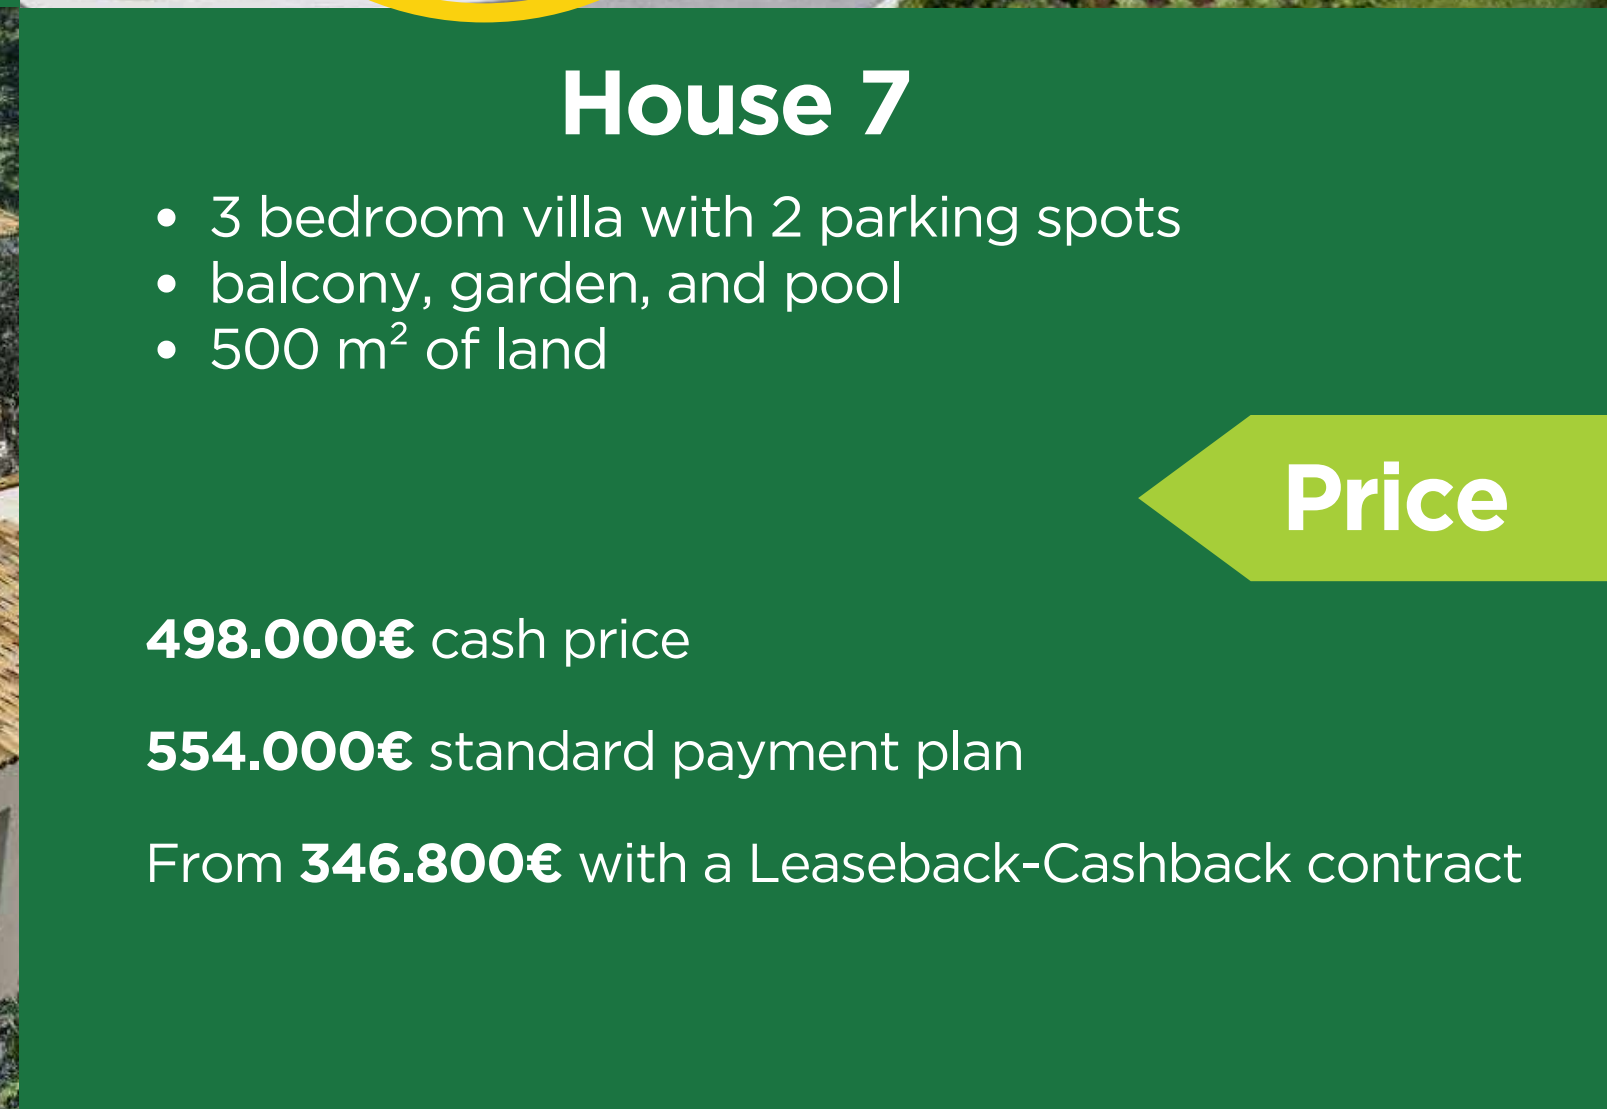 House 7
• 3 bedroom villa with 2 parking spots
• balcony, garden, and pool
• 500 m² of land
Price
498.000€ cash price
554.000€ standard payment plan
From 346.800€ with a Leaseback-Cashback contract